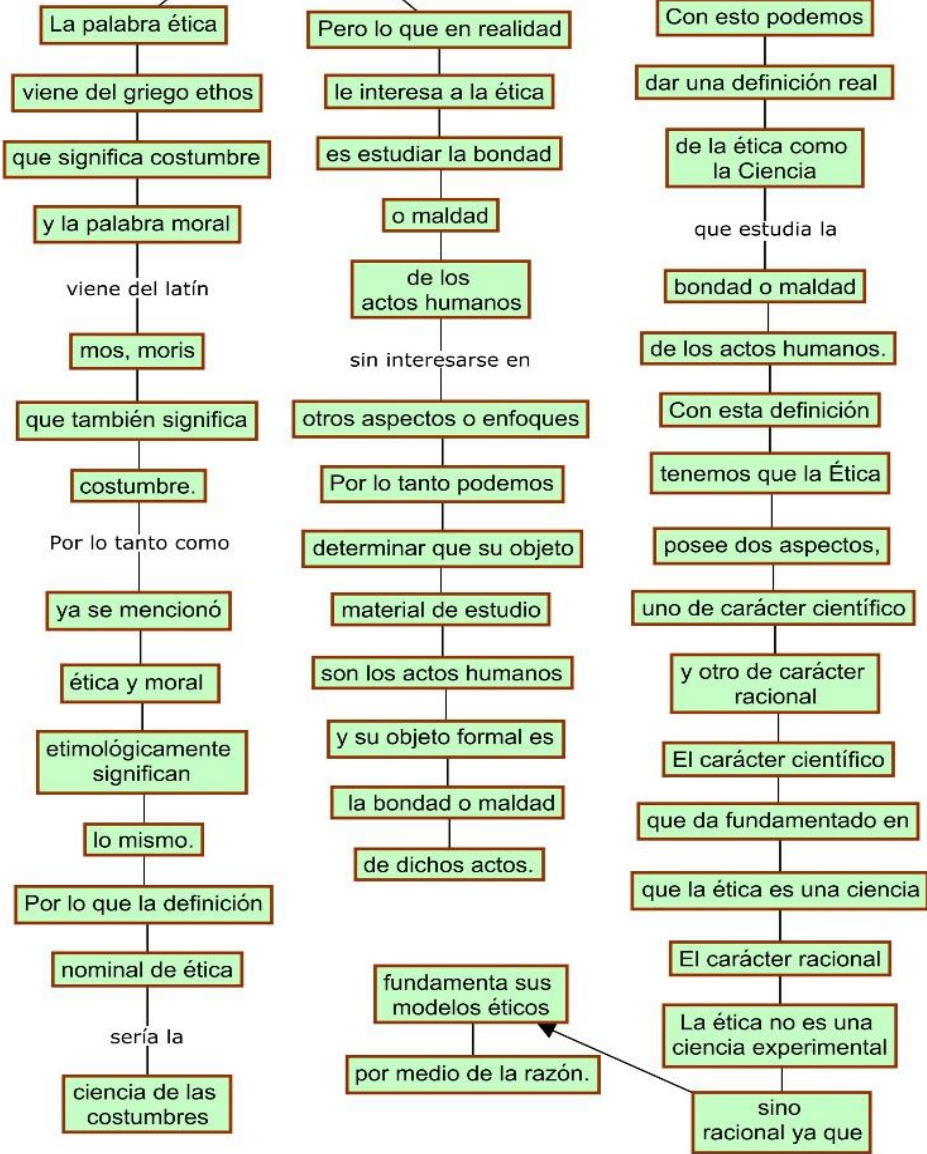 La palabra ética
viene del griego ethos
que significa costumbre
y la palabra moral
viene del latín
mos, moris
que también significa
costumbre.
Por lo tanto como
ya se mencionó
ética y moral
etimológicamente
significan
lo mismo.
Por lo que la definición
nominal de ética
sería la
ciencia de las
costumbres
Pero lo que en realidad
le interesa a la ética
es estudiar la bondad
o maldad
de los
actos humanos
sin interesarse en
otros aspectos o enfoques
Por lo tanto podemos
determinar que su objeto
material de estudio
son los actos humanos
y su objeto formal es
la bondad o maldad
de dichos actos.
Con esto podemos
dar una definición real
de la ética como
la Ciencia
que estudia la
bondad o maldad
de los actos humanos.
Con esta definición
tenemos que la Ética
posee dos aspectos,
uno de carácter científico
y otro de carácter
racional
El carácter científico
que da fundamentado en
que la ética es una ciencia
El carácter racional
La ética no es una
ciencia experimental
sino
racional ya que
fundamenta sus
modelos éticos
por medio de la razón.